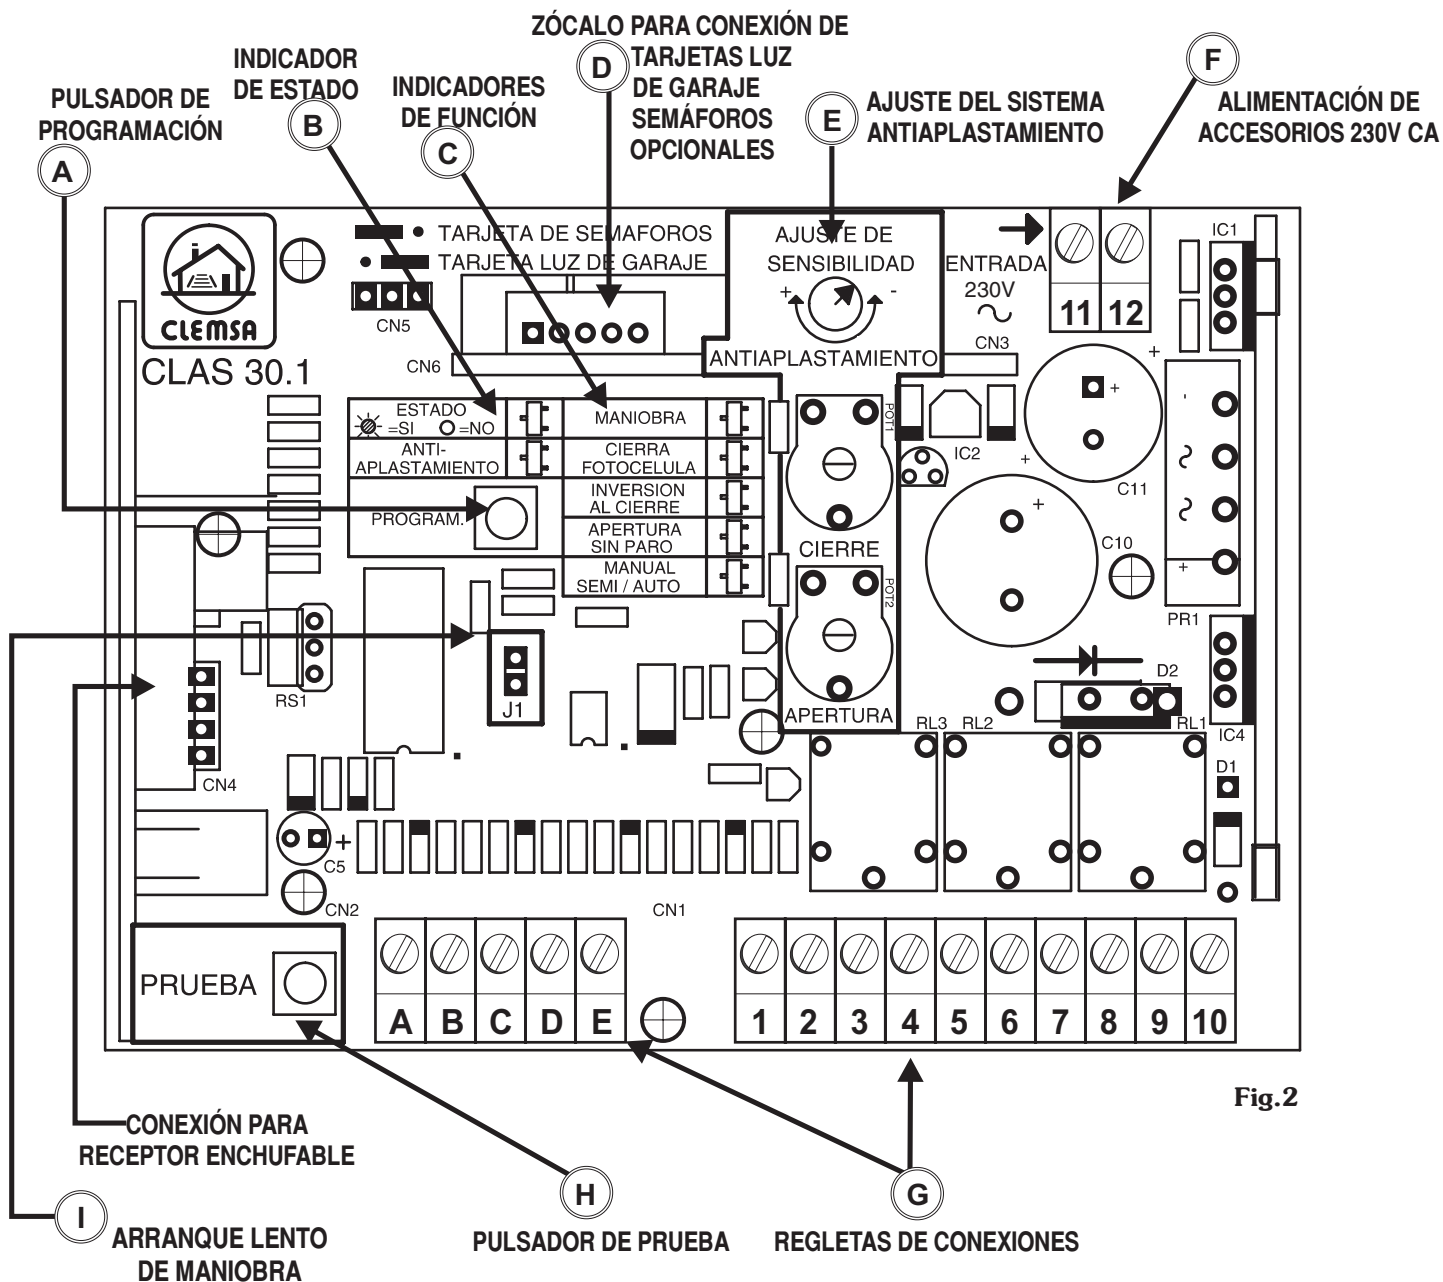 ZÓCALO PARA CONEXIÓN DE
TARJETAS LUZ
DE GARAJE
SEMÁFOROS
OPCIONALES
D
INDICADOR
DE ESTADO
B
INDICADORES
DE FUNCIÓN
C
PULSADOR DE
PROGRAMACIÓN
A
E
AJUSTE DEL SISTEMA
ANTIAPLASTAMIENTO
F
ALIMENTACIÓN DE
ACCESORIOS 230V CA
CLEMSA
CLAS 30.1
TARJETA DE SEMAFOROS
TARJETA LUZ DE GARAJE
CN5
CN6
AJUSTE DE
SENSIBILIDAD
+ -
ANTIAPLASTAMIENTO
ENTRADA
230V
CN3
11 12
IC1
ESTADO
=SI =NO
ANTI-
APLASTAMIENTO
PROGRAM.
MANIOBRA
CIERRA
FOTOCELULA
INVERSION
AL CIERRE
APERTURA
SIN PARO
MANUAL
SEMI / AUTO
POT1
CIERRE
POT2
APERTURA
IC2
+
C11
+
+
+
C10
-
+
PR1
D2
IC4
RS1
J1
CN4
RL3
RL2
RL1
D1
+
C5
CN2
CN1
PRUEBA
A B C D E
1 2 3 4 5 6 7 8 9 10
Fig.2
CONEXIÓN PARA
RECEPTOR ENCHUFABLE
I
ARRANQUE LENTO
DE MANIOBRA
H
PULSADOR DE PRUEBA
G
REGLETAS DE CONEXIONES